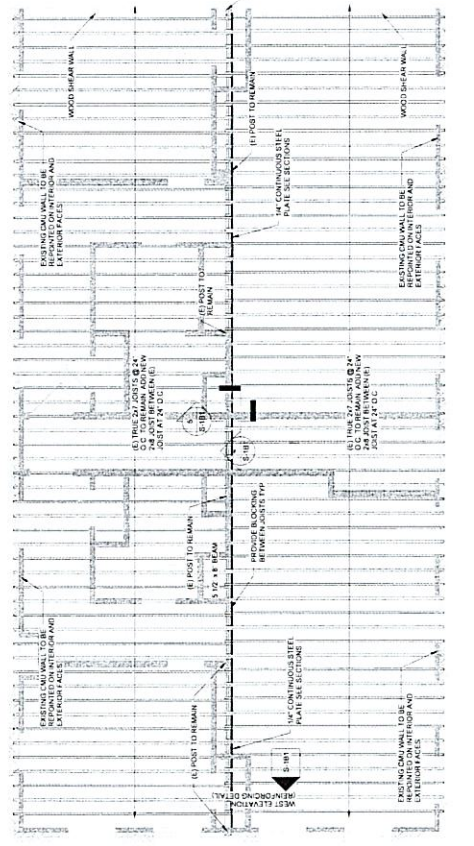 EXISTING CMU WALL TO BE
REPOINTED ON INTERIOR AND
EXTERIOR FACES
EXISTING CMU WALL TO BE
REPOINTED ON INTERIOR AND
EXTERIOR FACES
WOOD SHEAR WALL
(E) TRUE 2x7 JOISTS @ 24"
O.C. TO REMAIN. ADD NEW
2x8 JOIST BETWEEN (E)
JOIST AT 24" O.C.
(E) POST TO REMAIN
(E) POST TO REMAIN
5 1/2" x 8" BEAM
5
S-1B1
(E) POST TO
REMAIN
(E) POST TO REMAIN
WEST ELEVATION
(REINFORCING DETAIL)
S-1B1
1/4" CONTINUOUS STEEL
PLATE SEE SECTIONS
PROVIDE BLOCKING
BETWEEN JOISTS TYP
S-1B1
1/4" CONTINUOUS STEEL
PLATE SEE SECTIONS
EXISTING CMU WALL TO BE
REPOINTED ON INTERIOR AND
EXTERIOR FACES
(E) TRUE 2x7 JOISTS @ 24"
O.C. TO REMAIN. ADD NEW
2x8 JOIST BETWEEN (E)
JOIST AT 24" O.C.
EXISTING CMU WALL TO BE
REPOINTED ON INTERIOR AND
EXTERIOR FACES
WOOD SHEAR WALL